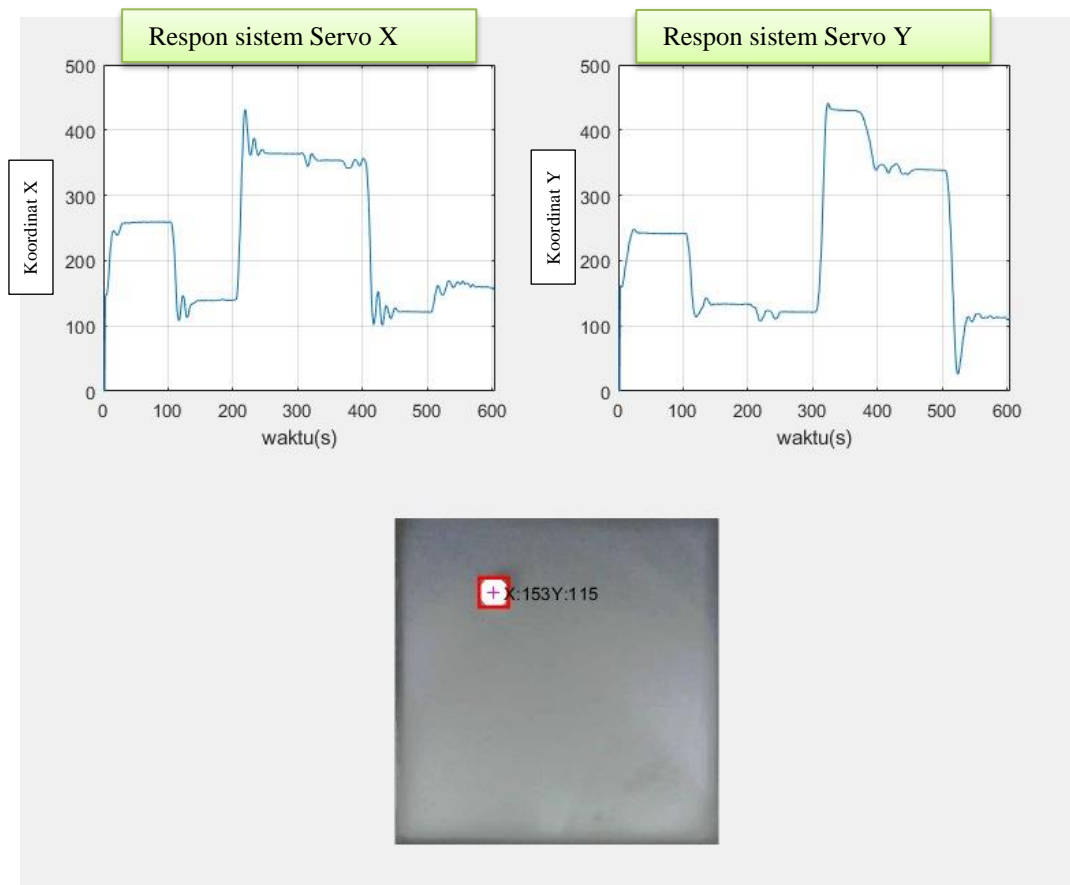 Respon sistem Servo X
500
400
300
200
100
0
Koordinat X
0 100 200 300 400 500 600
waktu(s)
Respon sistem Servo Y
500
400
300
200
100
0
Koordinat Y
0 100 200 300 400 500 600
waktu(s)
X:153Y:115